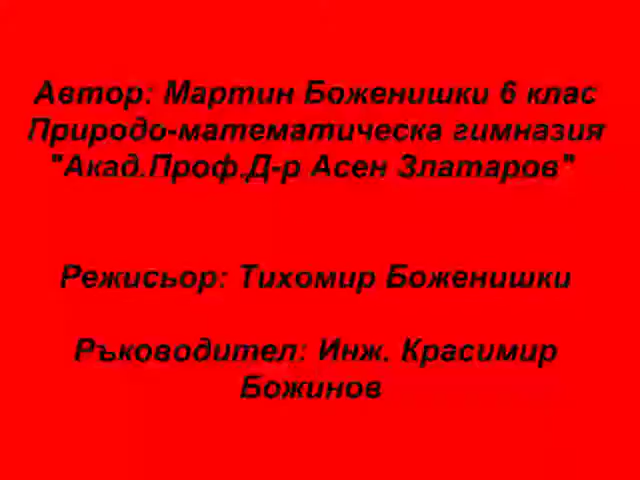 Автор: Мартин Боженишки 6 клас
Природо-математическа гимназия
"Акад.Проф.Д-р Асен Златаров"
Режисьор: Тихомир Боженишки
Ръководител: Инж. Красимир
Божинов